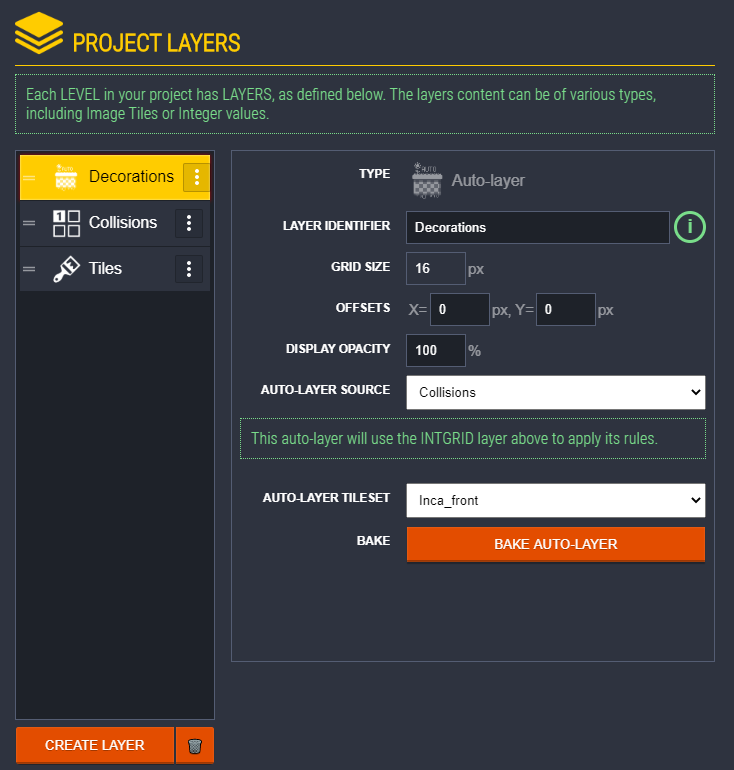 PROJECT LAYERS
Each LEVEL in your project has LAYERS, as defined below. The layers content can be of various types,
including Image Tiles or Integer values.
AUTO
Decorations
1
Collisions
Tiles
CREATE LAYER
TYPE
AUTO
Auto-layer
LAYER IDENTIFIER
Decorations
i
GRID SIZE
16 px
OFFSETS
X= 0 px, Y= 0 px
DISPLAY OPACITY
100 %
AUTO-LAYER SOURCE
Collisions
This auto-layer will use the INTGRID layer above to apply its rules.
AUTO-LAYER TILESET
Inca_front
BAKE
BAKE AUTO-LAYER